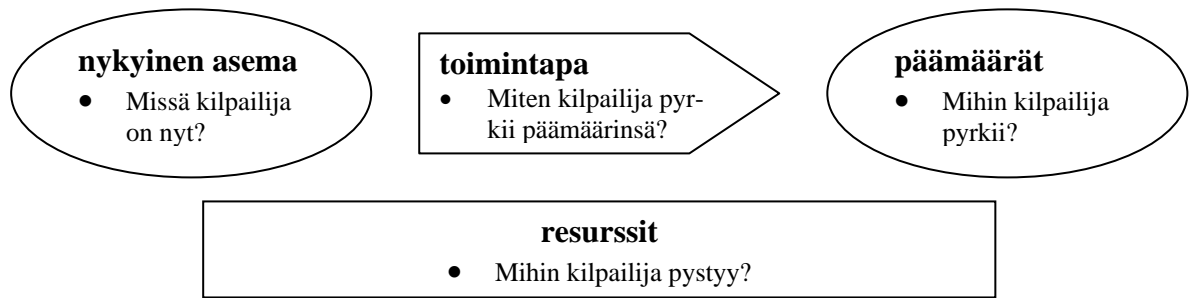 nykyinen asema
• Missä kilpailija
on nyt?
toimintapa
• Miten kilpailija pyr-
kii päämäärinsä?
päämäärät
• Mihin kilpailija
pyrkii?
resurssit
• Mihin kilpailija pystyy?